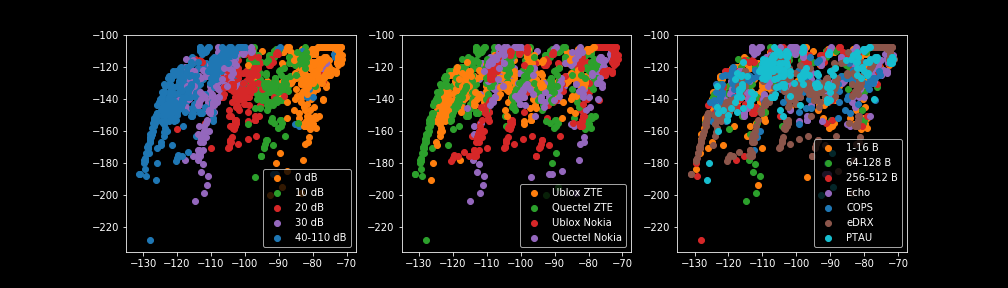 −100
−120
−140
−160
−180
−200
−220
−130 −120 −110 −100 −90 −80 −70
0 dB
10 dB
20 dB
30 dB
40-110 dB
−100
−120
−140
−160
−180
−200
−220
−130 −120 −110 −100 −90 −80 −70
Ublox ZTE
Quectel ZTE
Ublox Nokia
Quectel Nokia
−100
−120
−140
−160
−180
−200
−220
−130 −120 −110 −100 −90 −80 −70
1-16 B
64-128 B
256-512 B
Echo
COPS
eDRX
PTAU